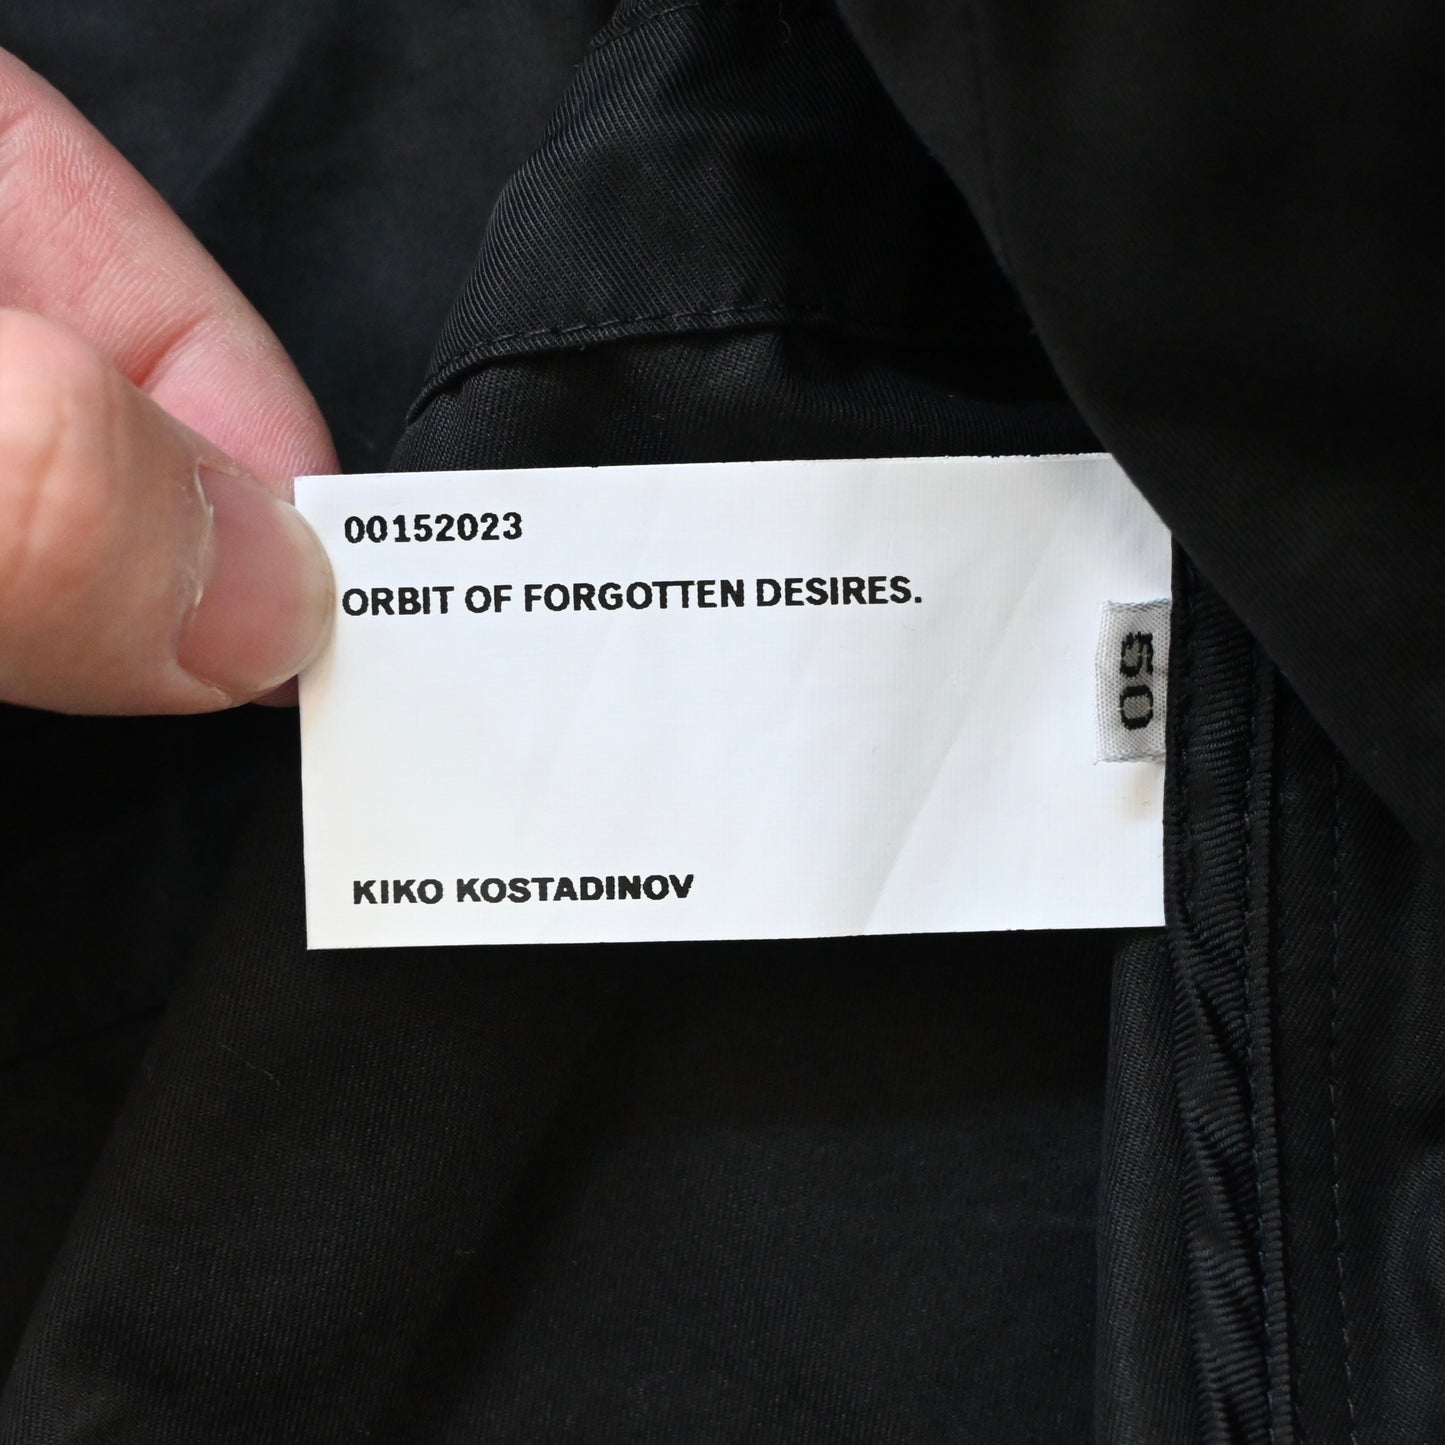 00152023
ORBIT OF FORGOTTEN DESIRES.
50
KIKO KOSTADINOV